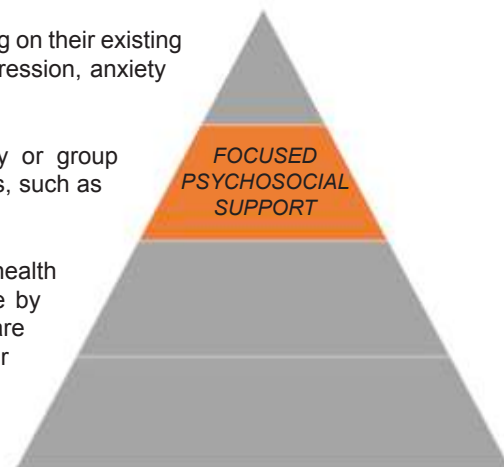 g on their existing
ression, anxiety
y or group
s, such as
health
e by
are
r
FOCUSED
PSYCHOSOCIAL
SUPPORT